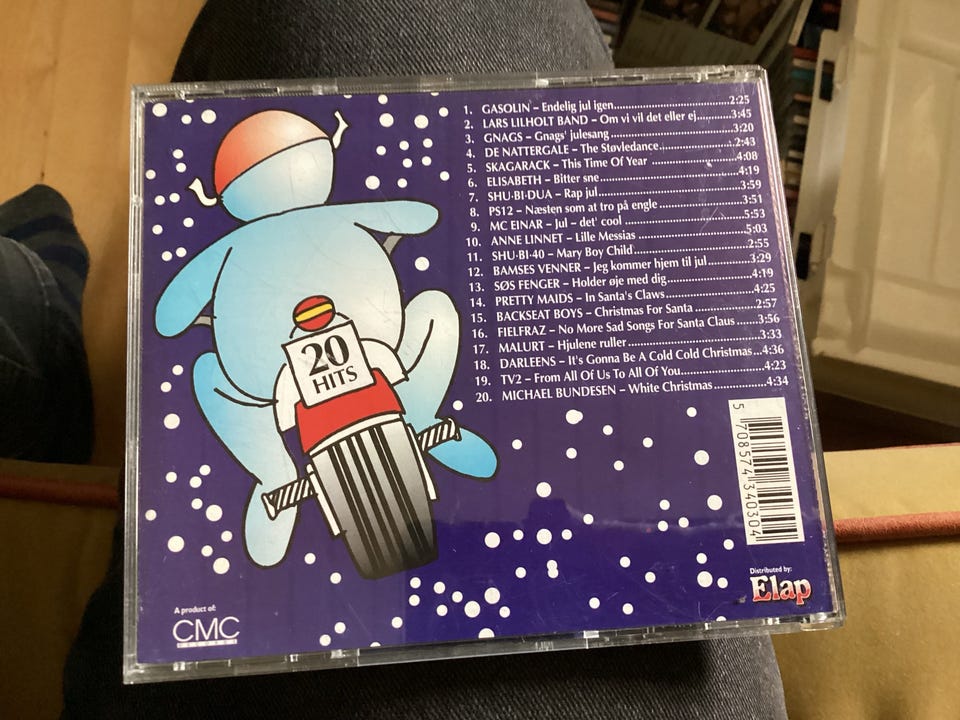 1. GASOLIN' – Endelig jul igen..........2:25
2. LARS LILHOLT BAND – Om vi vil det eller ej..........3:45
3. GNAGS – Gnags' julesang..........3:20
4. DE NATTERGALE – The Støvledance..........2:43
5. SKAGARACK – This Time Of Year..........4:08
6. ELISABETH – Bitter sne..........4:19
7. SHU·BI·DUA – Rap jul..........3:59
8. PS12 – Næsten som at tro på engle..........3:51
9. MC EINAR – Jul – det' cool..........5:53
10. ANNE LINNET – Lille Messias..........5:03
11. SHU·BI·40 – Mary Boy Child..........2:55
12. BAMSES VENNER – Jeg kommer hjem til jul..........3:29
13. SØS FENGER – Holder øje med dig..........4:19
14. PRETTY MAIDS – In Santa's Claws..........4:25
15. BACKSEAT BOYS – Christmas For Santa..........2:57
16. FIELFRAZ – No More Sad Songs For Santa Claus..........3:56
17. MALURT – Hjulene ruller..........3:33
18. DARLEENS – It's Gonna Be A Cold Cold Christmas...4:36
19. TV2 – From All Of Us To All Of You..........4:23
20. MICHAEL BUNDESEN – White Christmas..........4:34
20
HITS
5 708574 340304
Distributed by:
Elap
A product of:
CMC
RECORDS